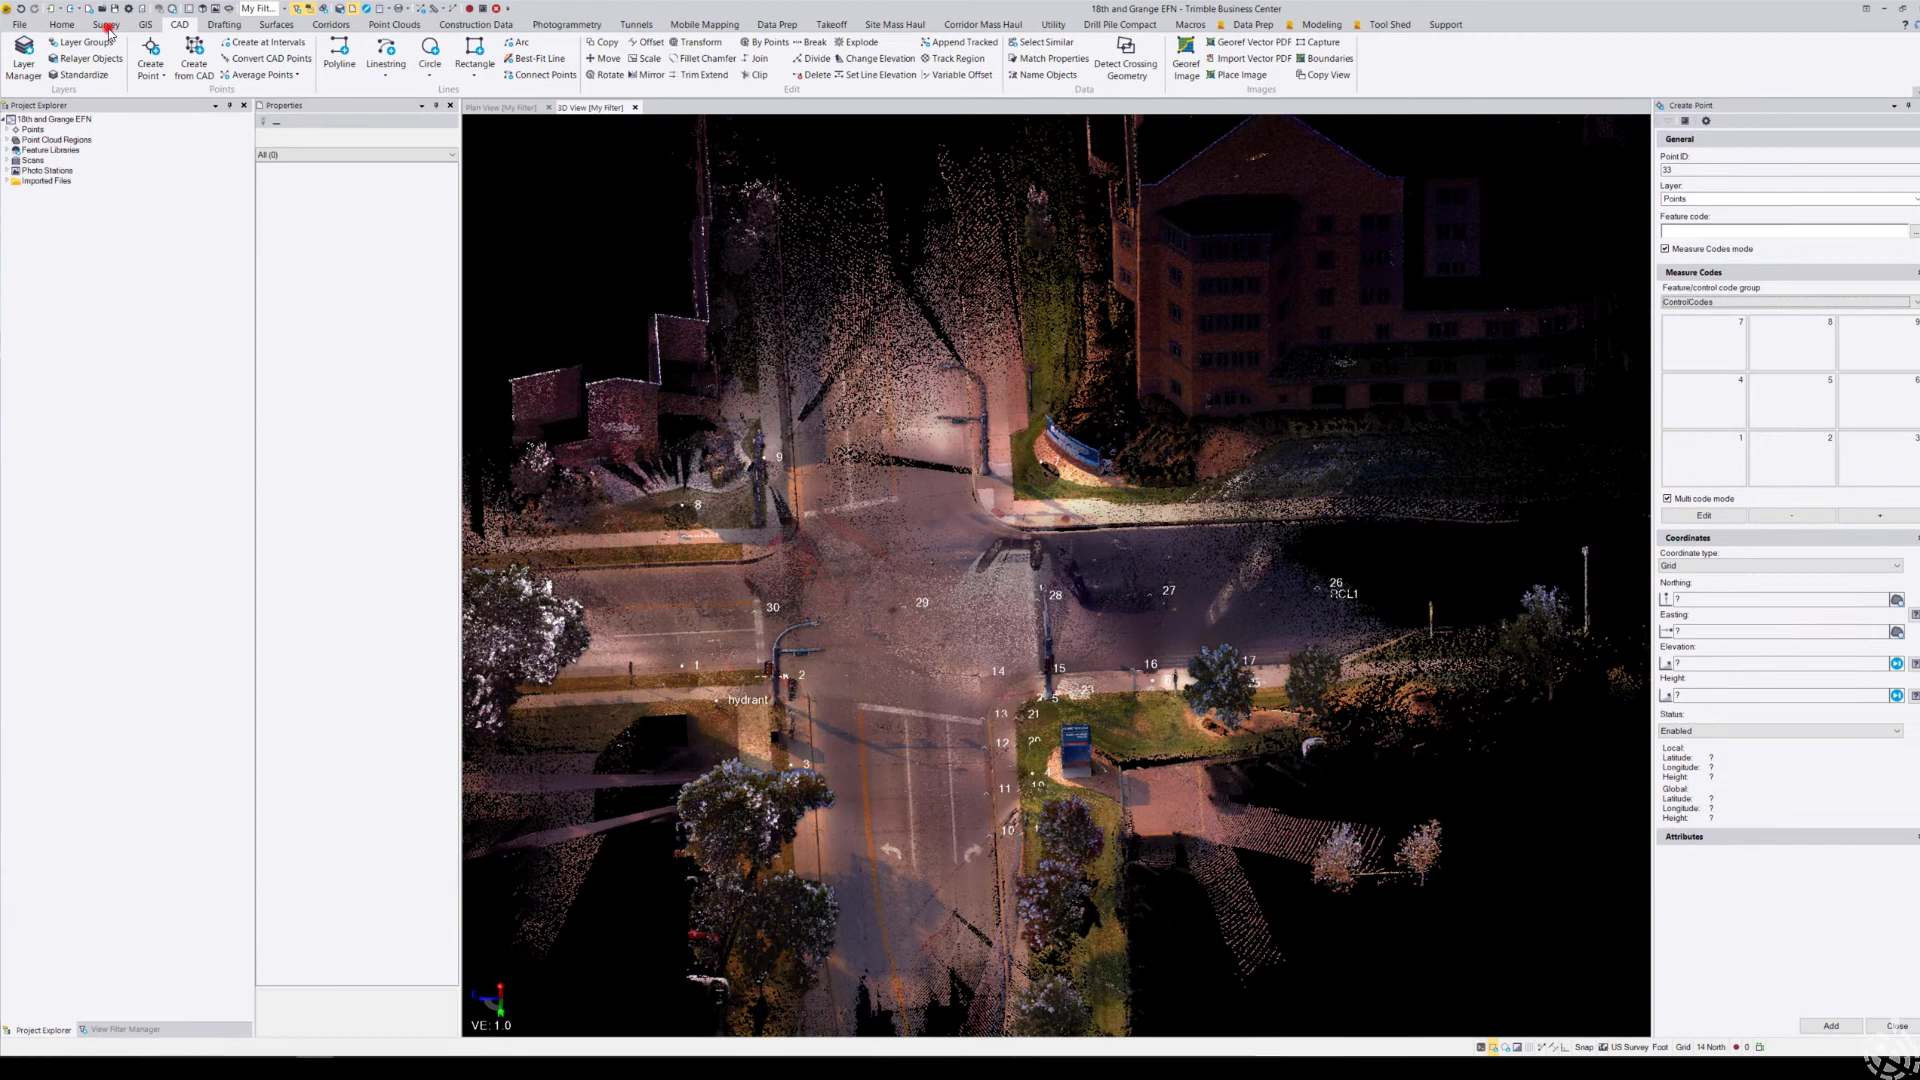 My Filt...
18th and Grange EFN - Trimble Business Center
File Home Survey GIS CAD Drafting Surfaces Corridors Point Clouds Construction Data Photogrammetry Tunnels Mobile Mapping Data Prep Takeoff Site Mass Haul Corridor Mass Haul Utility Drill Pile Compact Macros Data Prep Modeling Tool Shed Support
Layer Manager
Layer Groups
Relayer Objects
Standardize
Layers
Create Point
Create from CAD
Create at Intervals
Convert CAD Points
Average Points
Points
Polyline
Linestring
Circle
Rectangle
Arc
Best-Fit Line
Connect Points
Lines
Copy Offset Transform By Points Break Explode Append Tracked
Move Scale Fillet Chamfer Join Divide Change Elevation Track Region
Rotate Mirror Trim Extend Clip Delete Set Line Elevation Variable Offset
Edit
Select Similar
Match Properties
Name Objects
Detect Crossing Geometry
Data
Georef Image
Georef Vector PDF Capture
Import Vector PDF Boundaries
Place Image Copy View
Images
Project Explorer
18th and Grange EFN
Points
Point Cloud Regions
Feature Libraries
Scans
Photo Stations
Imported Files
Project Explorer View Filter Manager
Properties
All (0)
Plan View [My Filter] 3D View [My Filter]
9
7
8
26
RCL1
27
28
29
30
1
2
14
15
16
17
hydrant
5
23
13
21
12
20
3
4
11
19
10
VE: 1.0
Create Point
General
Point ID:
33
Layer:
Points
Feature code:
...
Measure Codes mode
Measure Codes
Feature/control code group
ControlCodes
7 8 9
4 5 6
1 2 3
Multi code mode
Edit - +
Coordinates
Coordinate type:
Grid
Northing:
?
Easting:
?
Elevation:
?
Height:
?
Status:
Enabled
Local:
Latitude: ?
Longitude: ?
Height: ?
Global:
Latitude: ?
Longitude: ?
Height: ?
Attributes
Add Close
Snap US Survey Foot Grid 14 North 0